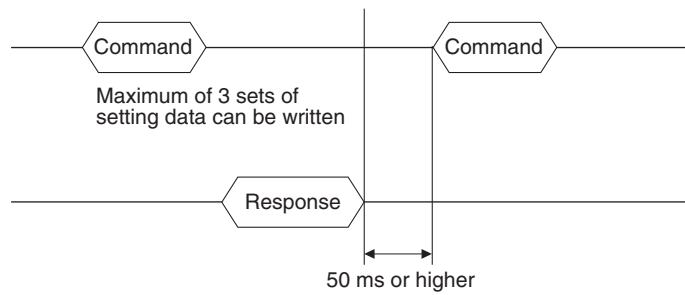 Command
Command
Maximum of 3 sets of
setting data can be written
Response
50 ms or higher